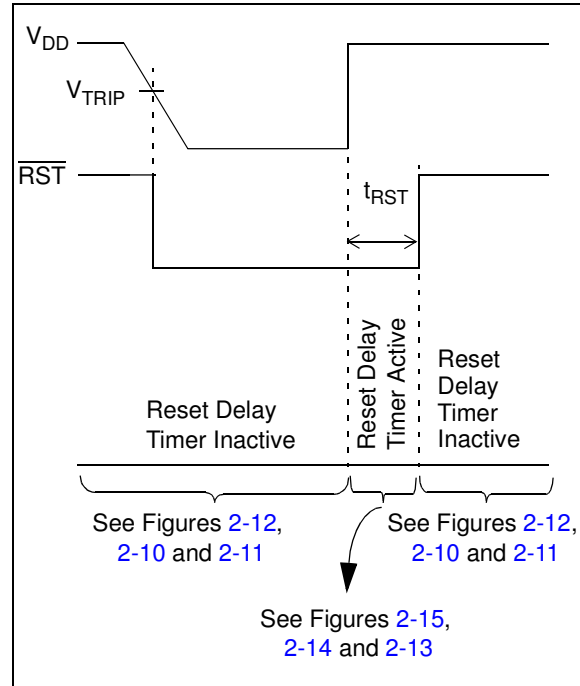 VDD
VTRIP
RST
tRST
Reset Delay
Timer Inactive
Reset Delay
Timer Active
Reset
Delay
Timer
Inactive
See Figures 2-12,
2-10 and 2-11
See Figures 2-12,
2-10 and 2-11
See Figures 2-15,
2-14 and 2-13